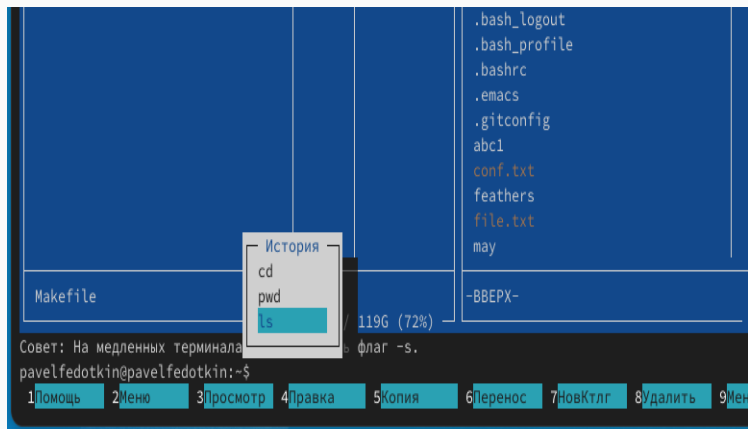 .bash_logout
.bash_profile
.bashrc
.emacs
.gitconfig
abc1
conf.txt
feathers
file.txt
may
История
cd
pwd
ls
Makefile
-ВВЕРХ-
/ 119G (72%)
Совет: На медленных терминала флаг -s.
pavelfedotkin@pavelfedotkin:~$
1Помощь 2Меню 3Просмотр 4Правка 5Копия 6Перенос 7НовКтлг 8Удалить 9Мен